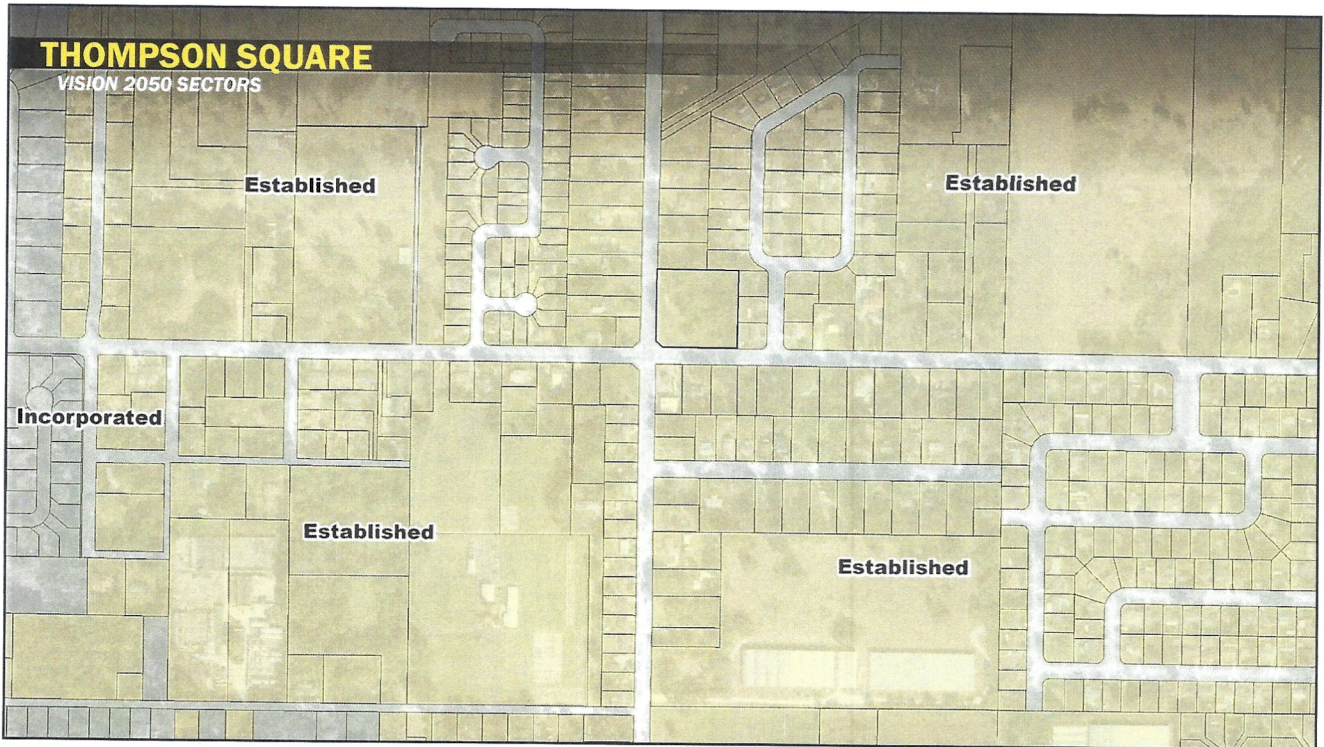 THOMPSON SQUARE
VISION 2050 SECTORS
Established
Established
Incorporated
Established
Established